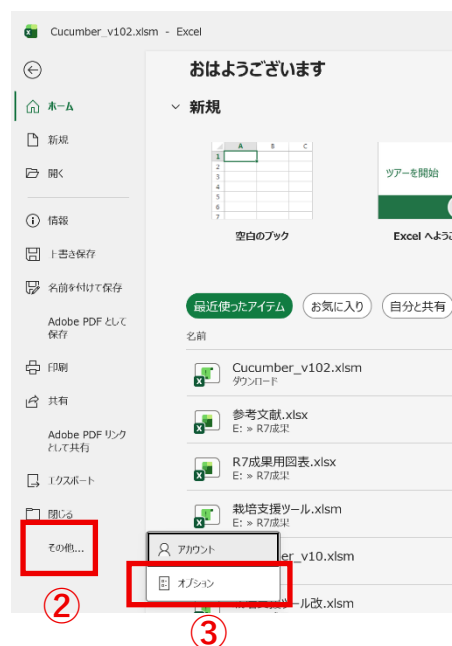 Cucumber_v102.xlsm - Excel
おはようございます
ホーム
新規
新規
開く
A B C
1
2
3
4
5
6
7
ツアーを開始
空白のブック
Excel へようこ
情報
上書き保存
名前を付けて保存
Adobe PDF として
保存
印刷
共有
Adobe PDF リンク
として共有
エクスポート
閉じる
その他...
最近使ったアイテム
お気に入り
自分と共有
名前
Cucumber_v102.xlsm
ダウンロード
参考文献.xlsx
E: » R7成果
R7成果用図表.xlsx
E: » R7成果
栽培支援ツール.xlsm
E: » R7成果
アカウント
er_v10.xlsm
オプション
ール改.xlsm
②
③